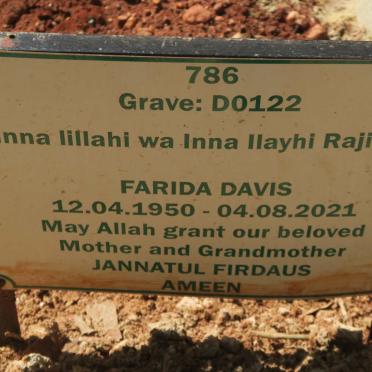 786
Grave: D0122
nna lillahi wa Inna Ilayhi Raji
FARIDA DAVIS
12.04.1950 - 04.08.2021
May Allah grant our beloved
Mother and Grandmother
JANNATUL FIRDAUS
AMEEN